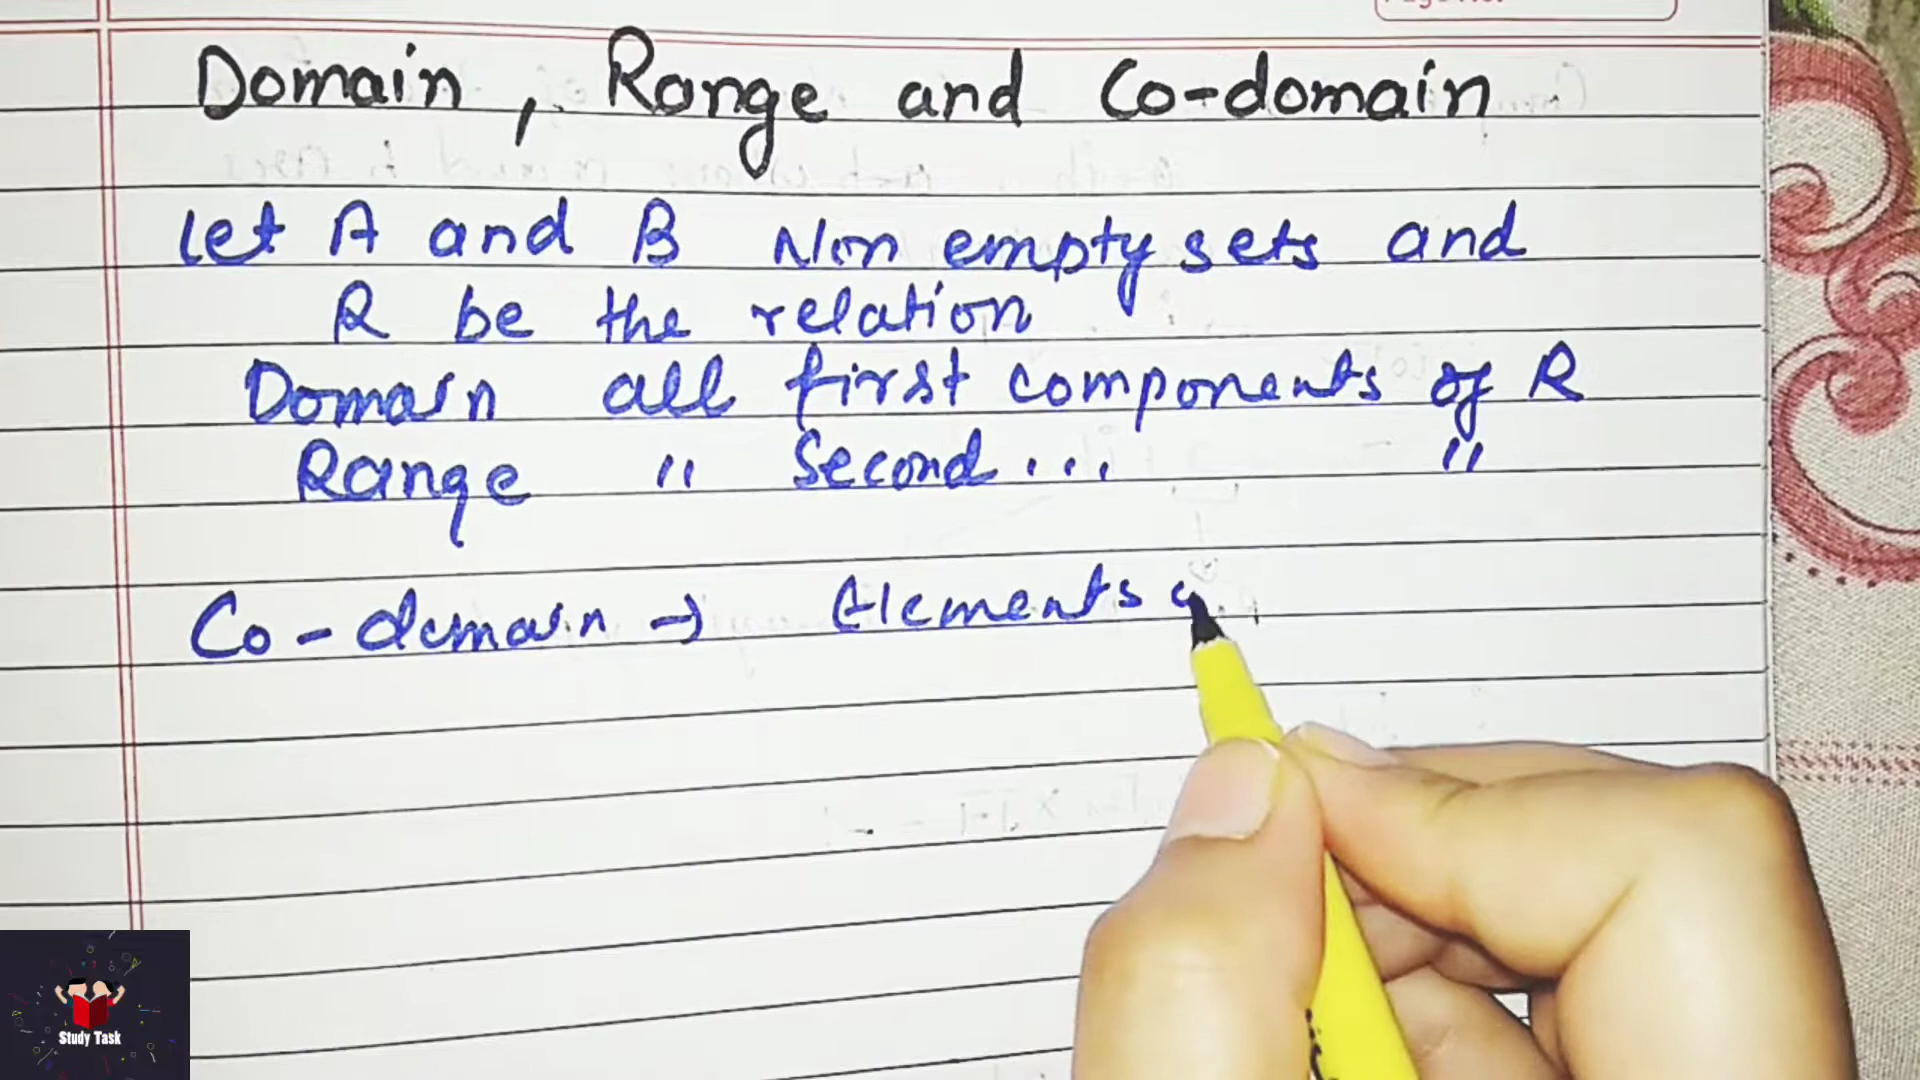 Domain, Range and Co-domain
let A and B Non empty sets and
R be the relation
Domain all first components of R
Range " Second ... "
Co-domain → Elements
Study Task